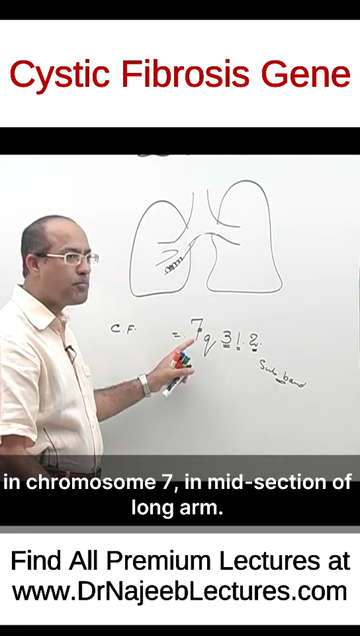 Cystic Fibrosis Gene
C.F.
= 7q 31.2.
Sub band
in chromosome 7, in mid-section of
long arm.
Find All Premium Lectures at
www.DrNajeebLectures.com